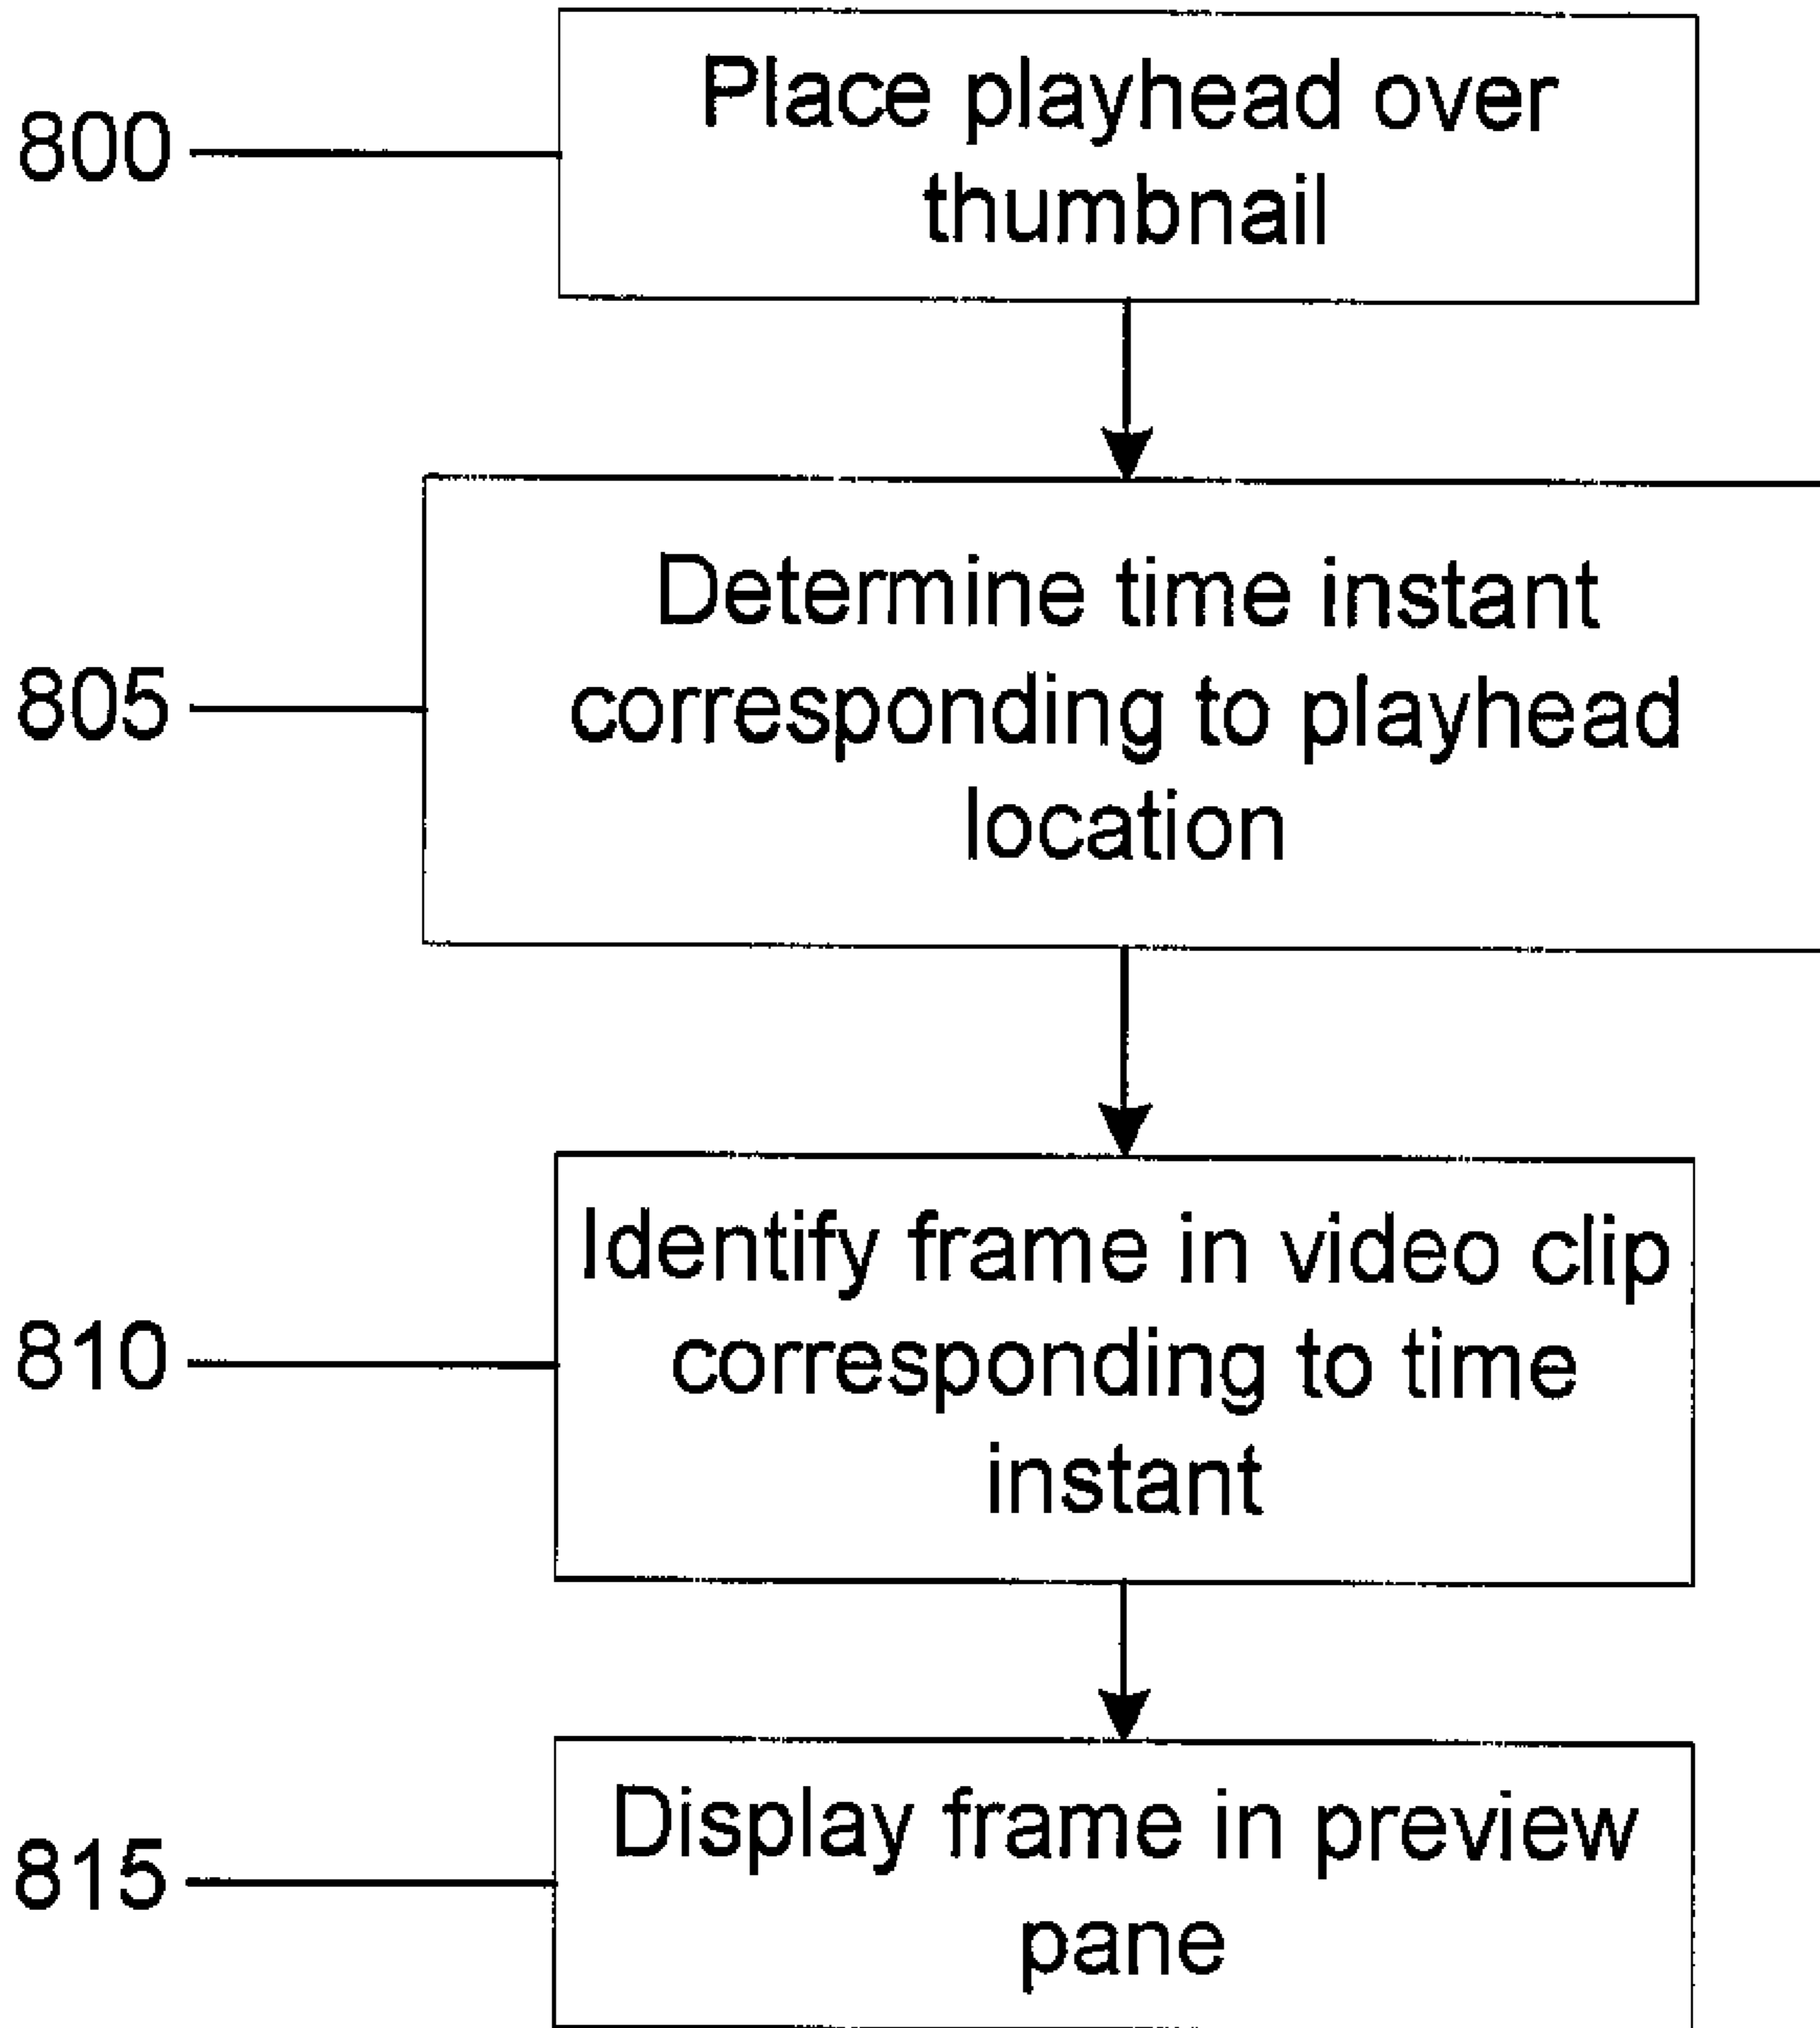 800
Place playhead over
thumbnail
805
Determine time instant
corresponding to playhead
location
810
Identify frame in video clip
corresponding to time
instant
815
Display frame in preview
pane